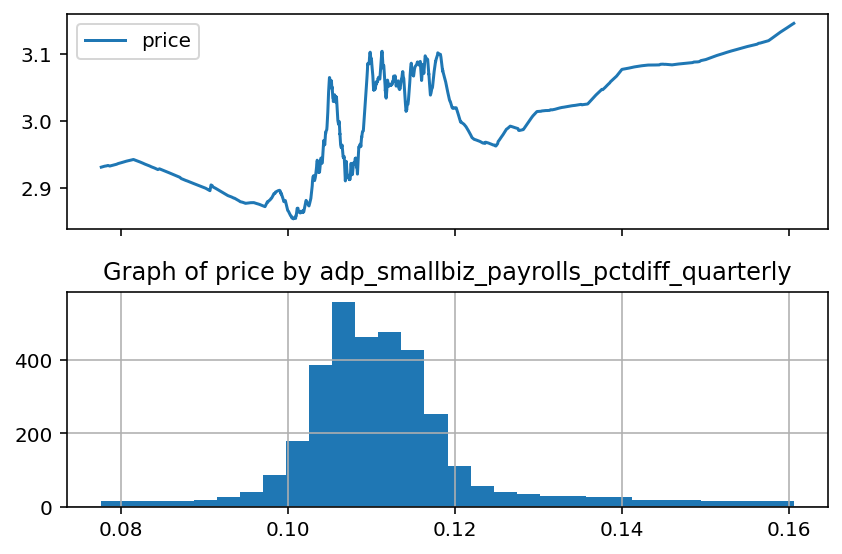 price
3.1
3.0
2.9
Graph of price by adp_smallbiz_payrolls_pctdiff_quarterly
400
200
0
0.08 0.10 0.12 0.14 0.16